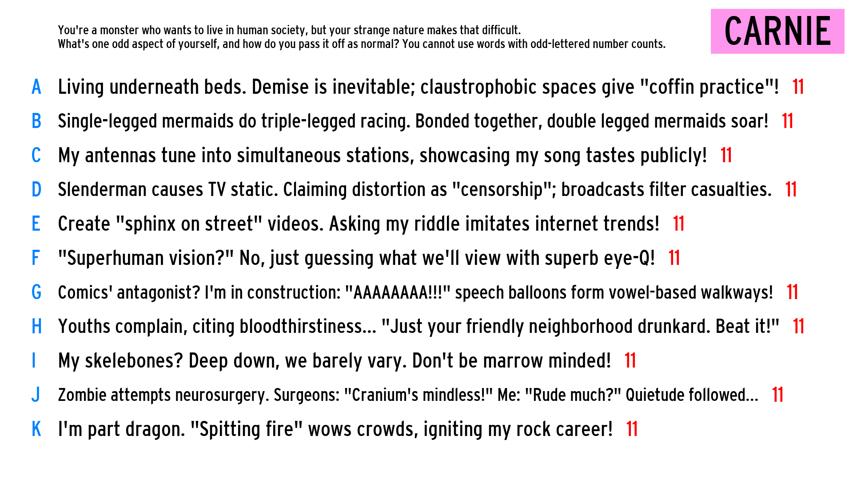 You're a monster who wants to live in human society, but your strange nature makes that difficult.
What's one odd aspect of yourself, and how do you pass it off as normal? You cannot use words with odd-lettered number counts.
CARNIE
A Living underneath beds. Demise is inevitable; claustrophobic spaces give "coffin practice"! 11
B Single-legged mermaids do triple-legged racing. Bonded together, double legged mermaids soar! 11
C My antennas tune into simultaneous stations, showcasing my song tastes publicly! 11
D Slenderman causes TV static. Claiming distortion as "censorship"; broadcasts filter casualties. 11
E Create "sphinx on street" videos. Asking my riddle imitates internet trends! 11
F "Superhuman vision?" No, just guessing what we'll view with superb eye-Q! 11
G Comics' antagonist? I'm in construction: "AAAAAAAA!!!" speech balloons form vowel-based walkways! 11
H Youths complain, citing bloodthirstiness... "Just your friendly neighborhood drunkard. Beat it!" 11
I My skelebones? Deep down, we barely vary. Don't be marrow minded! 11
J Zombie attempts neurosurgery. Surgeons: "Cranium's mindless!" Me: "Rude much?" Quietude followed... 11
K I'm part dragon. "Spitting fire" wows crowds, igniting my rock career! 11